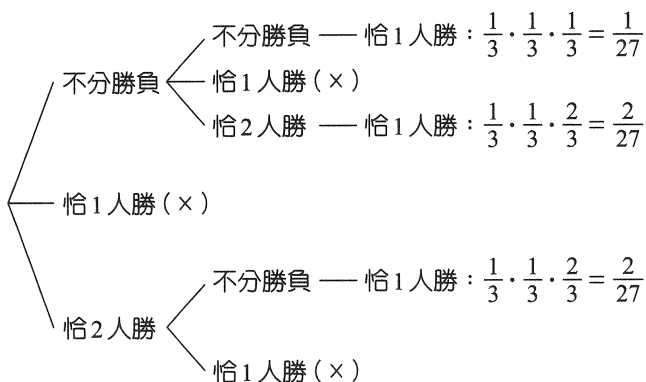 不分勝負 — 恰1人勝：1/3·1/3·1/3=1/27
不分勝負
恰1人勝(×)
恰2人勝 — 恰1人勝：1/3·1/3·2/3=2/27
恰1人勝(×)
不分勝負 — 恰1人勝：1/3·1/3·2/3=2/27
恰2人勝
恰1人勝(×)